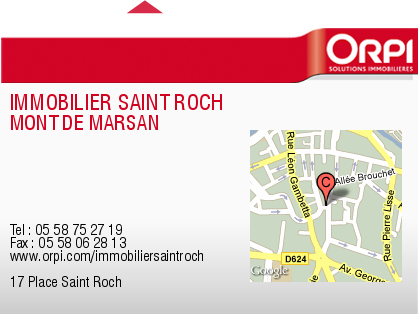 ORPI
SOLUTIONS IMMOBILIÈRES
IMMOBILIER SAINT ROCH
MONT DE MARSAN
Tel : 05 58 75 27 19
Fax : 05 58 06 28 13
www.orpi.com/immobiliersaintroch
17 Place Saint Roch
Rue Léon Gambetta
Allée Brouchet
C
Rue Pierre Lisse
D624
Av. Georges
Google